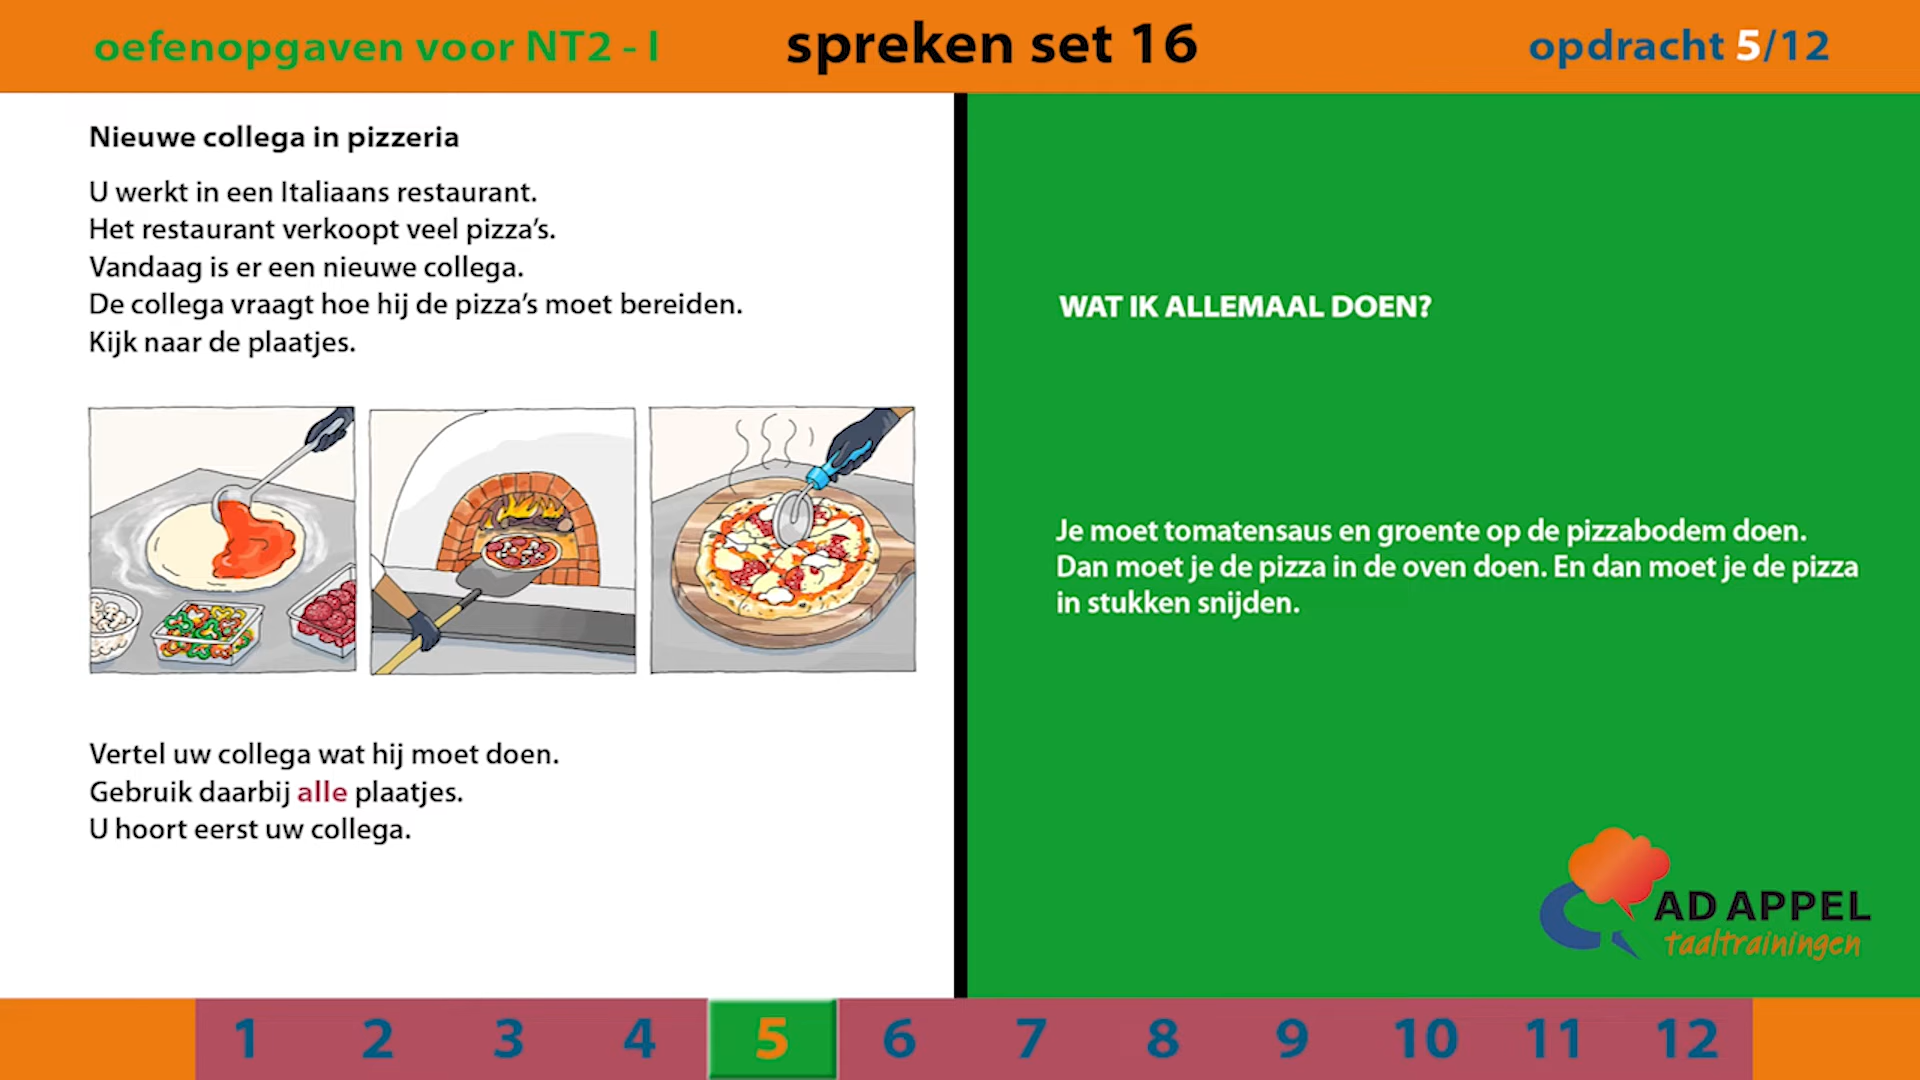 oefenopgaven voor NT2 - I
spreken set 16
opdracht 5/12
Nieuwe collega in pizzeria
U werkt in een Italiaans restaurant.
Het restaurant verkoopt veel pizza’s.
Vandaag is er een nieuwe collega.
De collega vraagt hoe hij de pizza’s moet bereiden.
Kijk naar de plaatjes.
Vertel uw collega wat hij moet doen.
Gebruik daarbij alle plaatjes.
U hoort eerst uw collega.
WAT IK ALLEMAAL DOEN?
Je moet tomatensaus en groente op de pizzabodem doen.
Dan moet je de pizza in de oven doen. En dan moet je de pizza
in stukken snijden.
AD APPEL
taaltrainingen
1 2 3 4 5 6 7 8 9 10 11 12